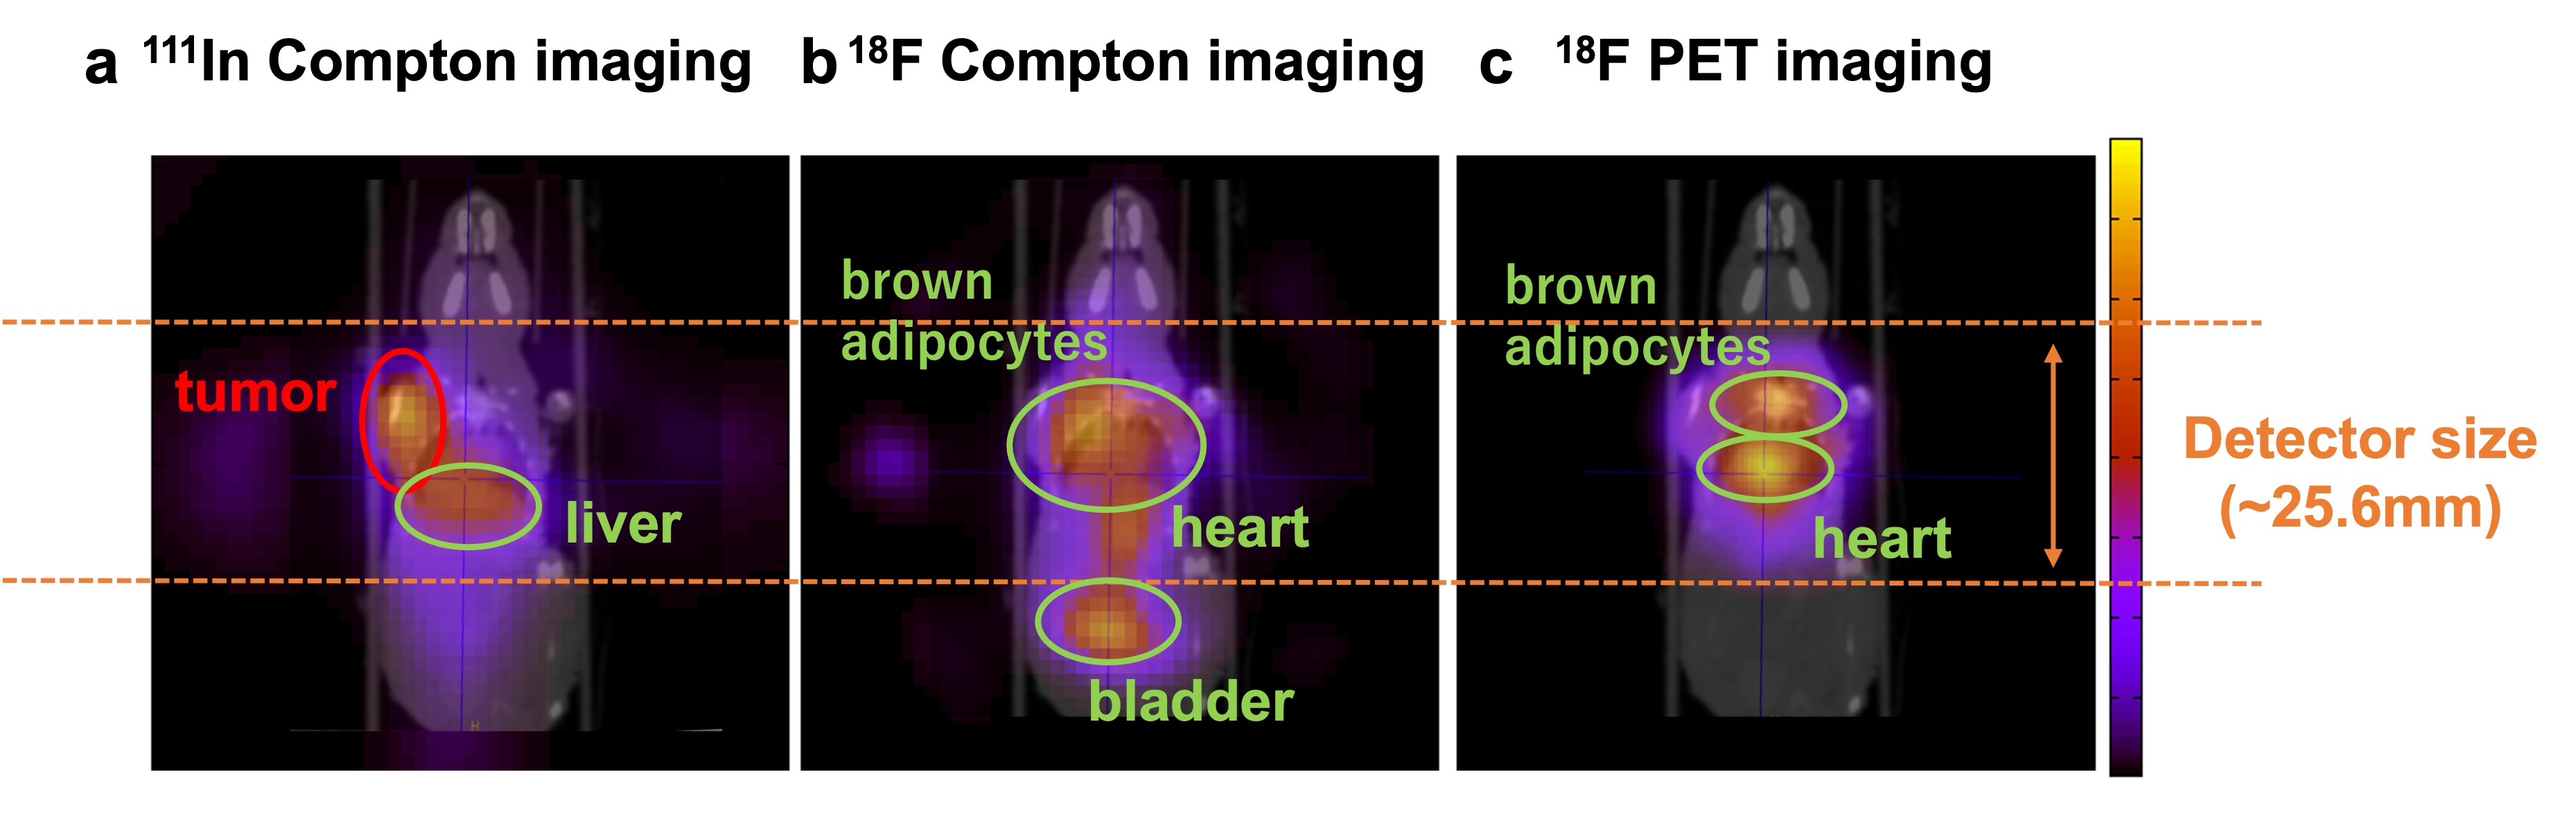 a ¹¹¹In Compton imaging
b ¹⁸F Compton imaging
c ¹⁸F PET imaging
tumor
liver
brown
adipocytes
heart
bladder
brown
adipocytes
heart
H
Detector size
(~25.6mm)